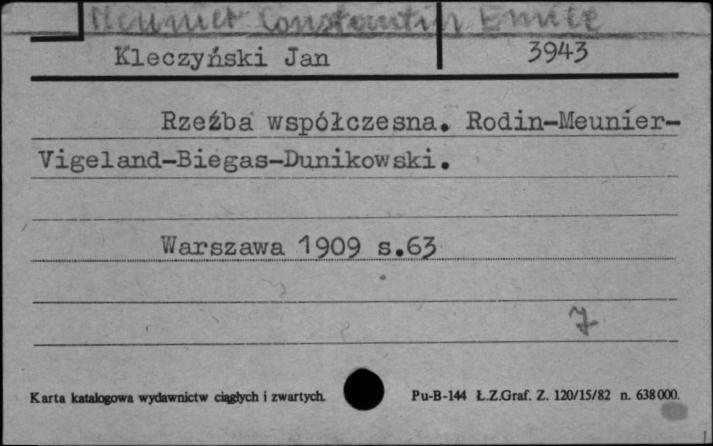 Meunier Constantin Emile
Kleczyński Jan 3943
Rzeźba współczesna. Rodin-Meunier-
Vigeland-Biegas-Dunikowski.
Warszawa 1909 s.63
7
Karta katalogowa wydawnictw ciągłych i zwartych. Pu-B-144 Ł.Z.Graf. Z. 120/15/82 n. 638000.